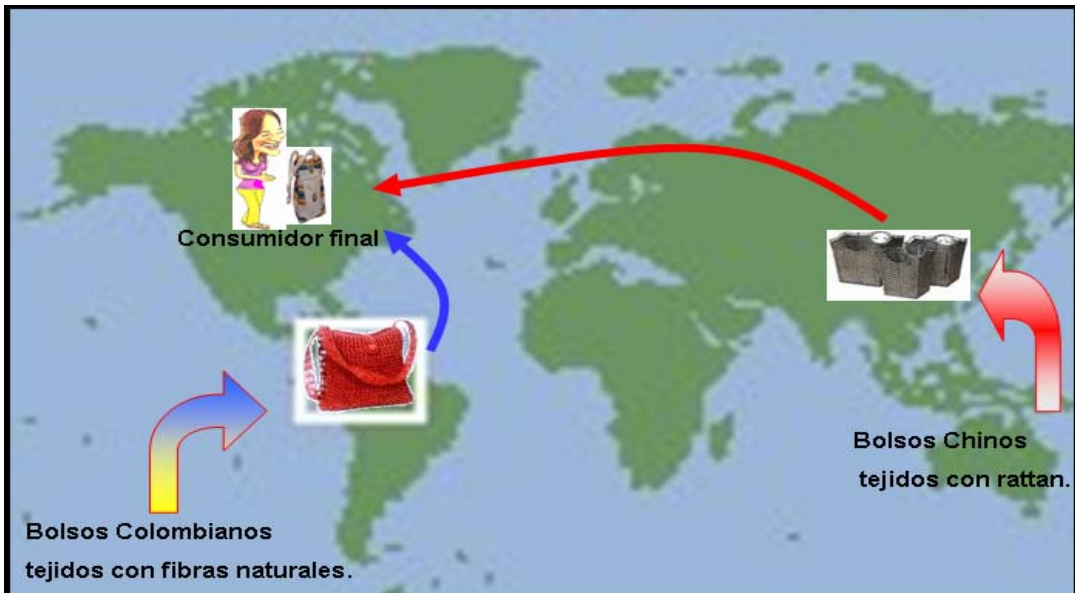 Consumidor final
Bolsos Chinos
tejidos con rattan.
Bolsos Colombianos
tejidos con fibras naturales.